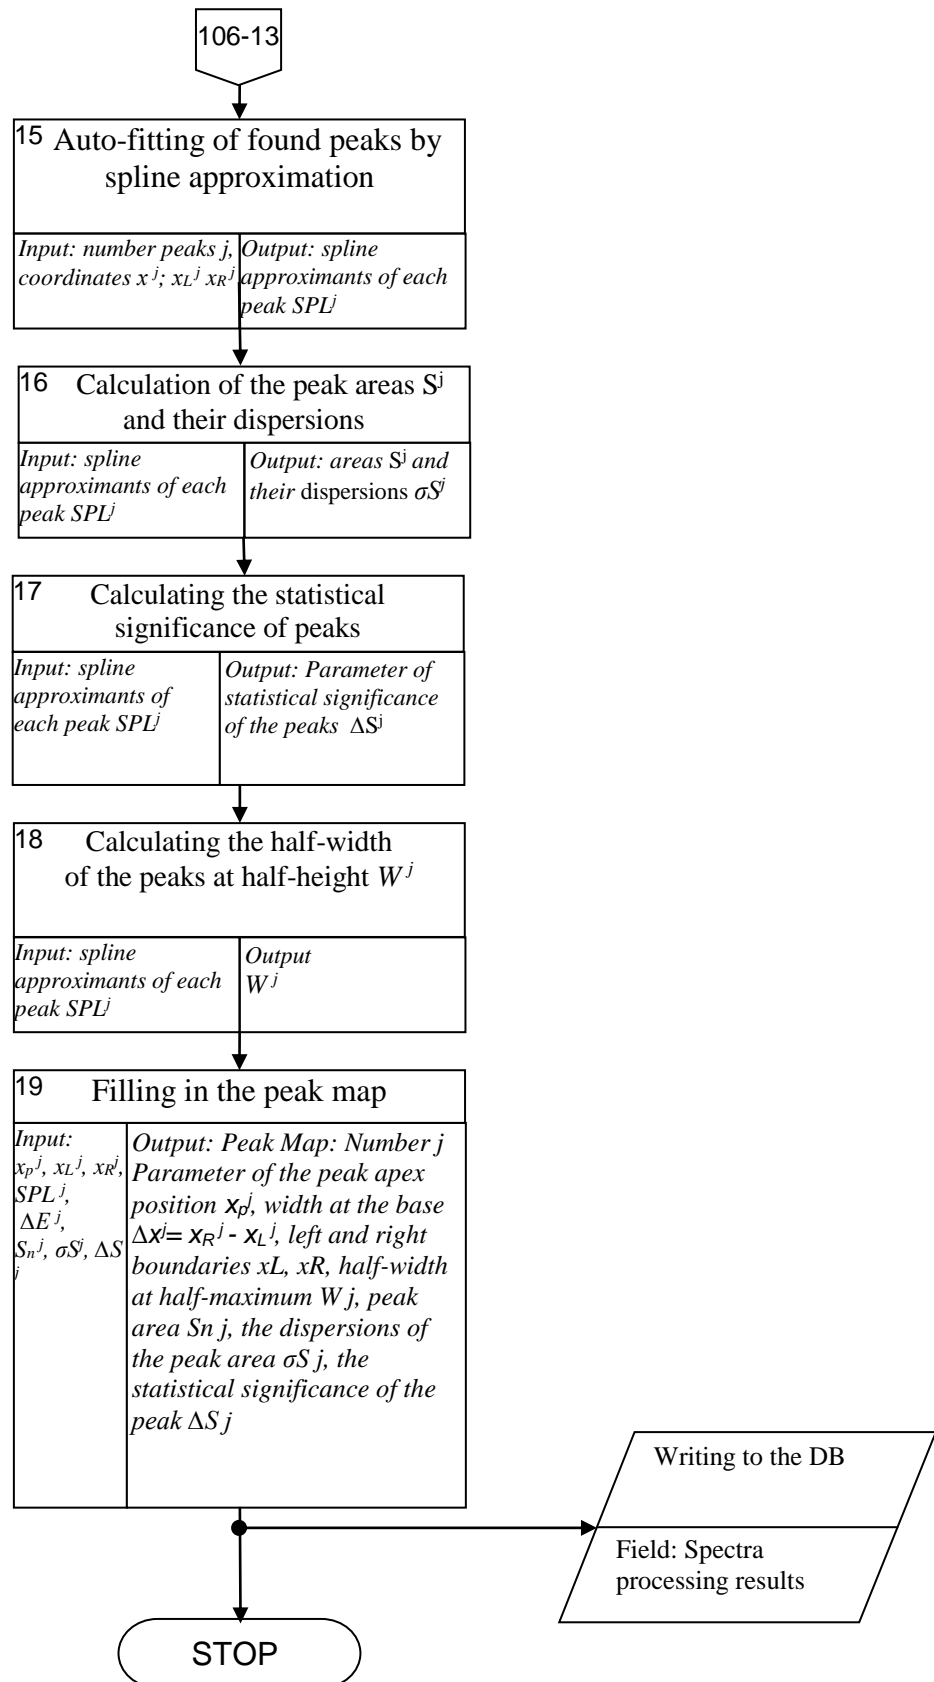 106-13
15 Auto-fitting of found peaks by
spline approximation
Input: number peaks j,
coordinates x j; xL j xR j
Output: spline
approximants of each
peak SPLj
16 Calculation of the peak areas Sj
and their dispersions
Input: spline
approximants of each
peak SPLj
Output: areas Sj and
their dispersions σSj
17 Calculating the statistical
significance of peaks
Input: spline
approximants of
each peak SPLj
Output: Parameter of
statistical significance
of the peaks ΔSj
18 Calculating the half-width
of the peaks at half-height W j
Input: spline
approximants of each
peak SPLj
Output
W j
19 Filling in the peak map
Input:
xp j, xL j, xR j,
SPL j,
ΔE j,
Sn j, σSj, ΔS
j
Output: Peak Map: Number j
Parameter of the peak apex
position xp j, width at the base
Δxj= xR j - xL j, left and right
boundaries xL, xR, half-width
at half-maximum W j, peak
area Sn j, the dispersions of
the peak area σS j, the
statistical significance of the
peak ΔS j
Writing to the DB
Field: Spectra
processing results
STOP